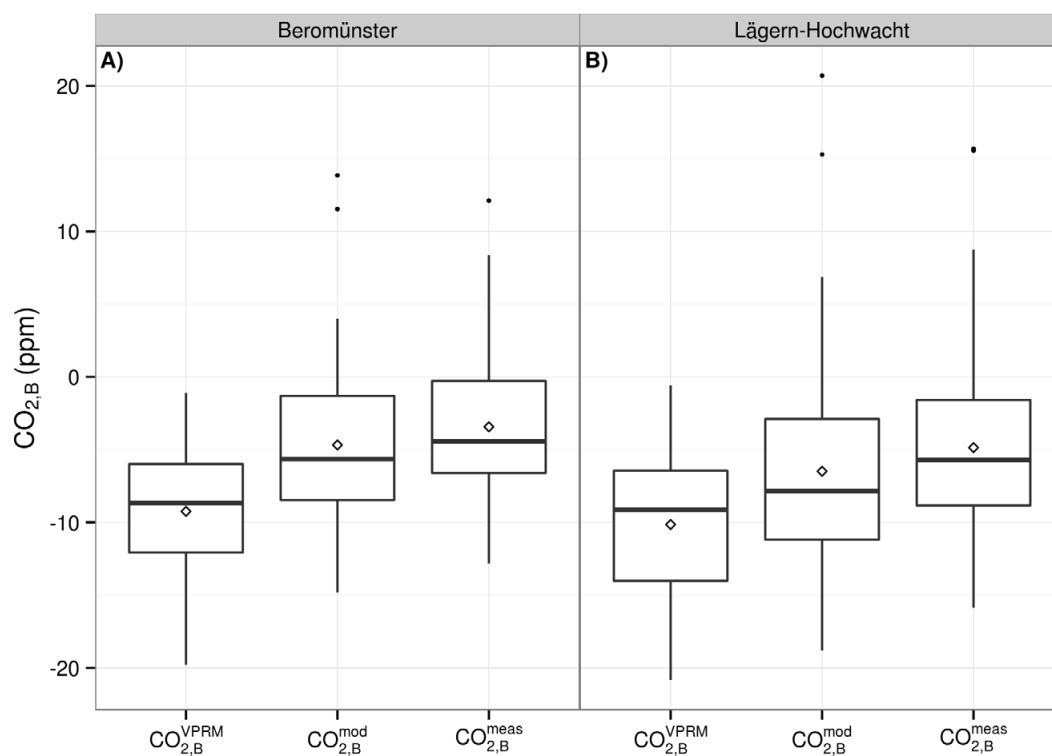 Beromünster
Lägern-Hochwacht
A)
B)
20
10
0
-10
-20
CO2,B (ppm)
CO2,B^VPRM CO2,B^mod CO2,B^meas CO2,B^VPRM CO2,B^mod CO2,B^meas